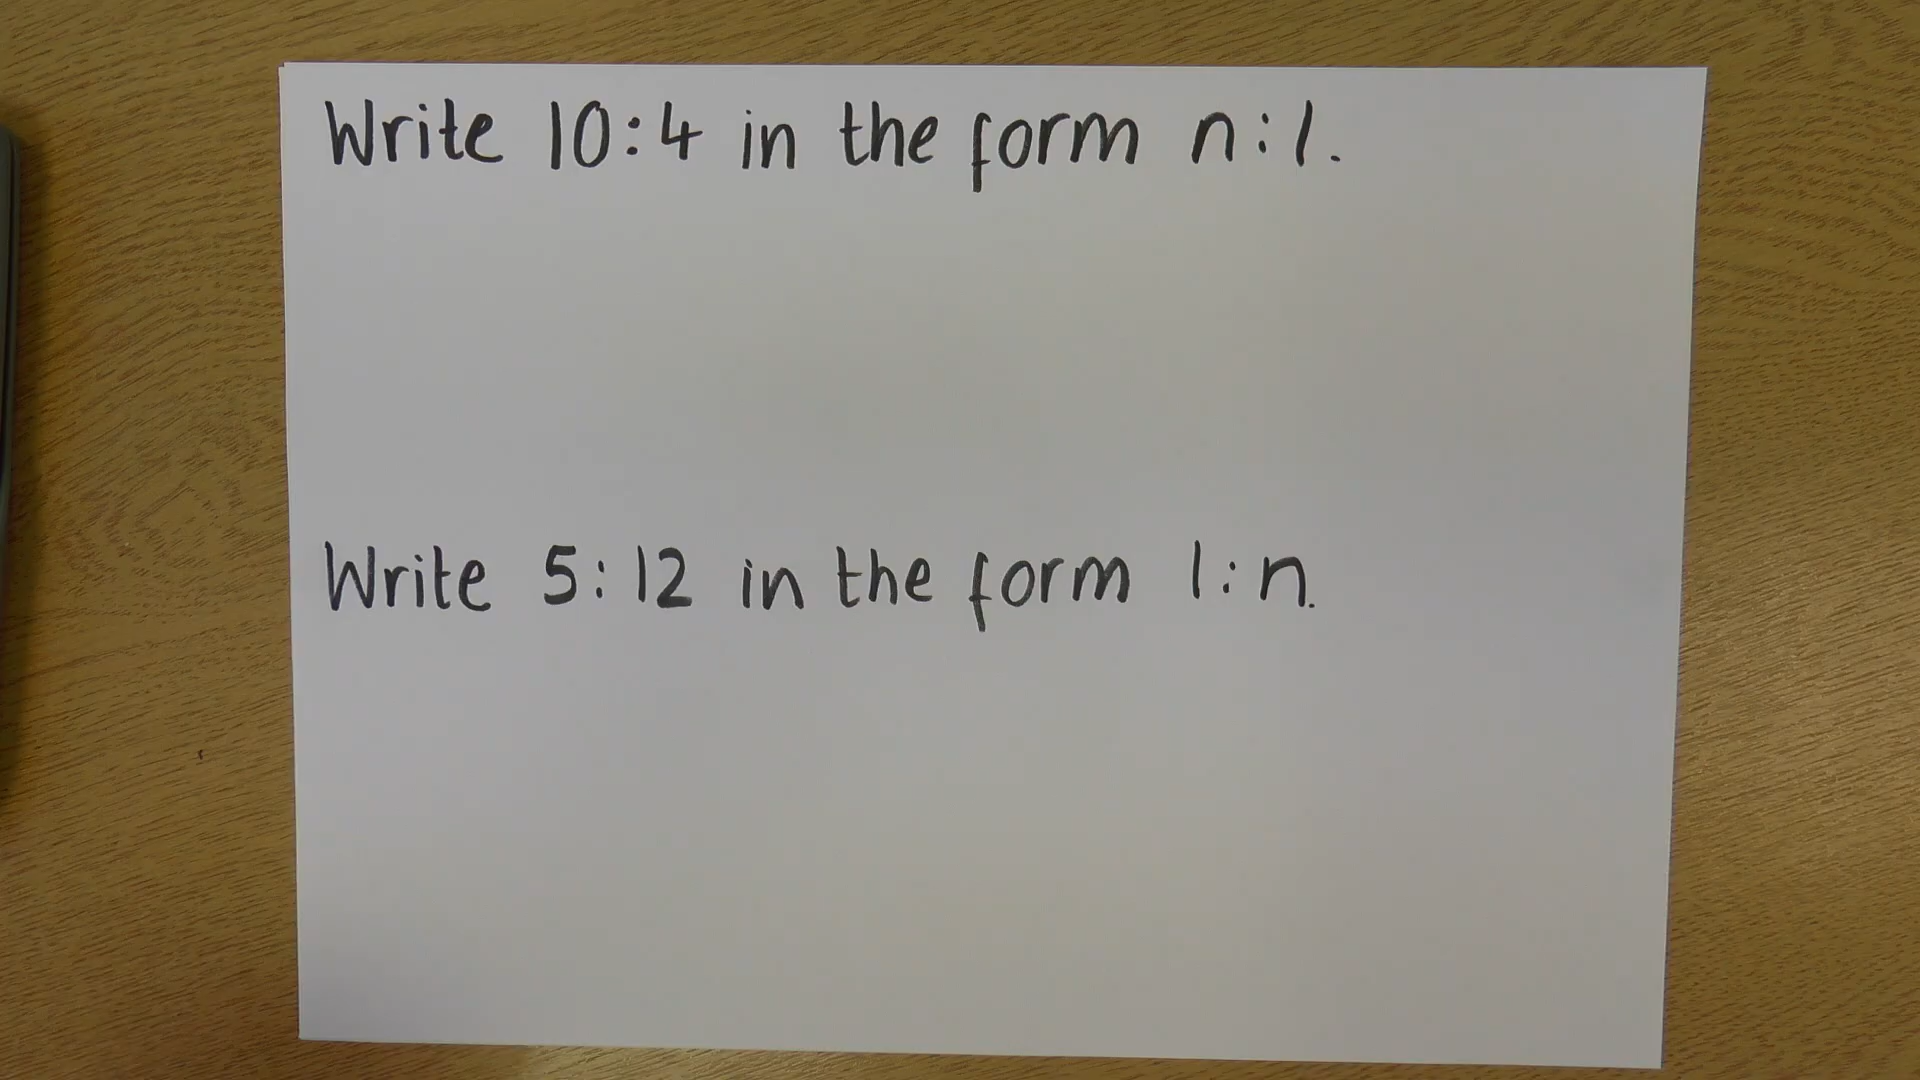 Write 10:4 in the form n:1.
Write 5:12 in the form 1:n.